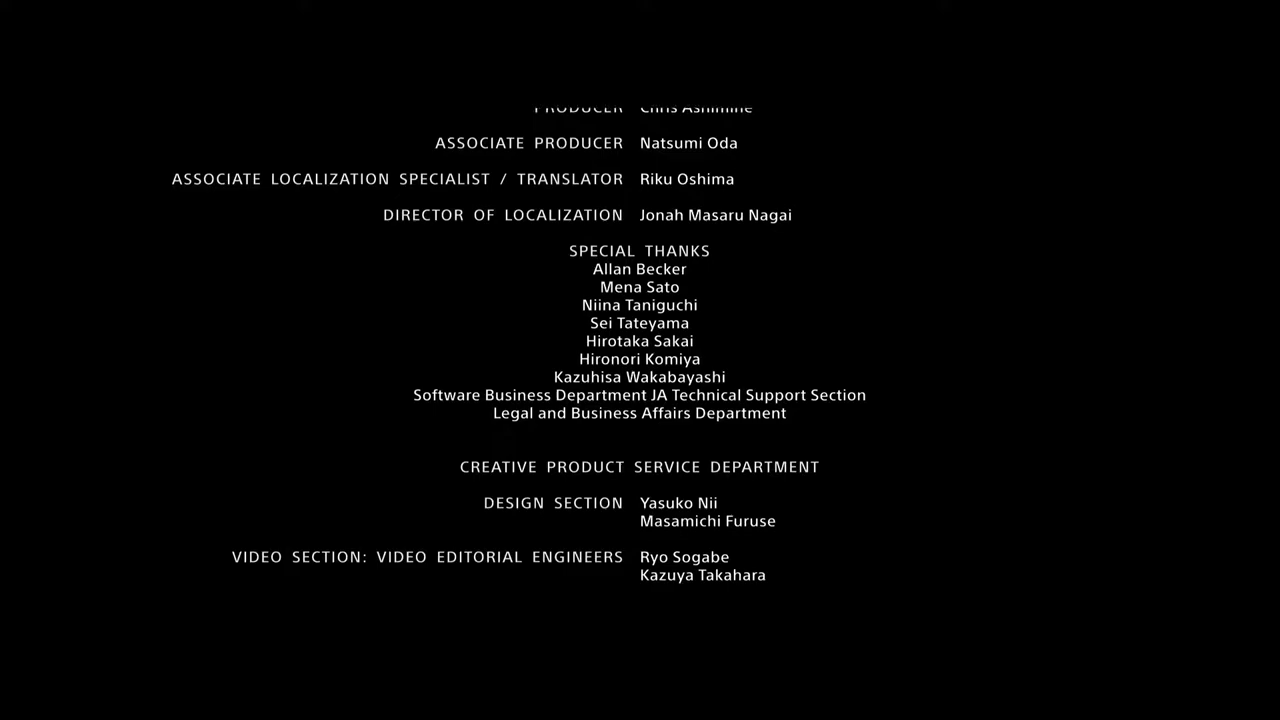 PRODUCER Chris Ashimine
ASSOCIATE PRODUCER Natsumi Oda
ASSOCIATE LOCALIZATION SPECIALIST / TRANSLATOR Riku Oshima
DIRECTOR OF LOCALIZATION Jonah Masaru Nagai
SPECIAL THANKS
Allan Becker
Mena Sato
Niina Taniguchi
Sei Tateyama
Hirotaka Sakai
Hironori Komiya
Kazuhisa Wakabayashi
Software Business Department JA Technical Support Section
Legal and Business Affairs Department
CREATIVE PRODUCT SERVICE DEPARTMENT
DESIGN SECTION Yasuko Nii
Masamichi Furuse
VIDEO SECTION: VIDEO EDITORIAL ENGINEERS Ryo Sogabe
Kazuya Takahara